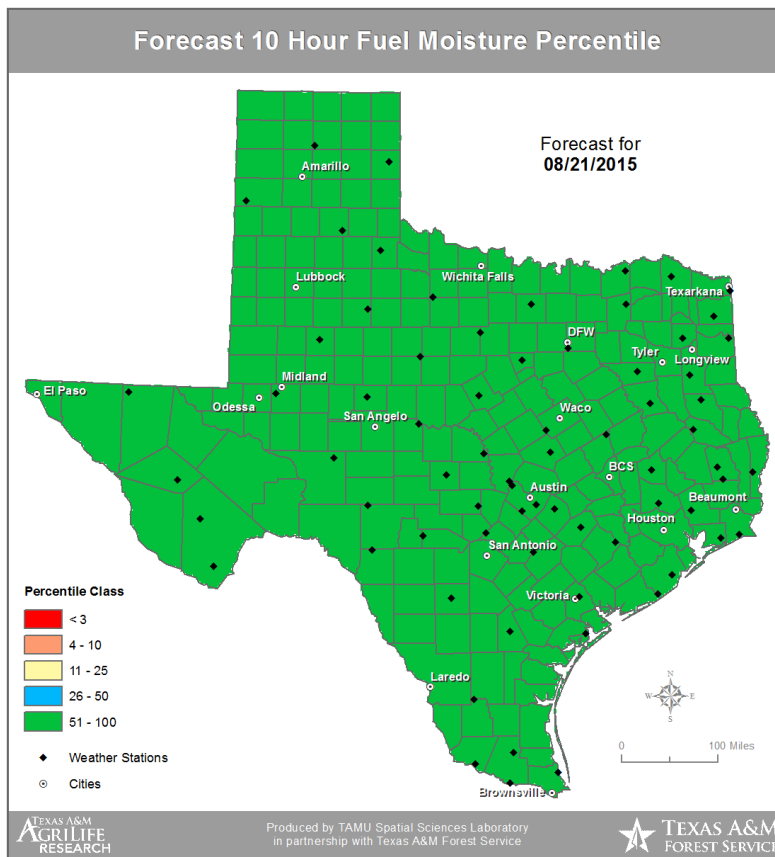 Forecast 10 Hour Fuel Moisture Percentile
Forecast for
08/21/2015
Amarillo
Lubbock
Wichita Falls
Texarkana
DFW
Tyler
Longview
El Paso
Midland
Odessa
San Angelo
Waco
BCS
Austin
Beaumont
Houston
San Antonio
Victoria
Laredo
Brownsville
Percentile Class
< 3
4 - 10
11 - 25
26 - 50
51 - 100
Weather Stations
Cities
N
W E
S
0 100 Miles
TEXAS A&M
AGRILIFE
RESEARCH
Produced by TAMU Spatial Sciences Laboratory
in partnership with Texas A&M Forest Service
TEXAS A&M
FOREST SERVICE